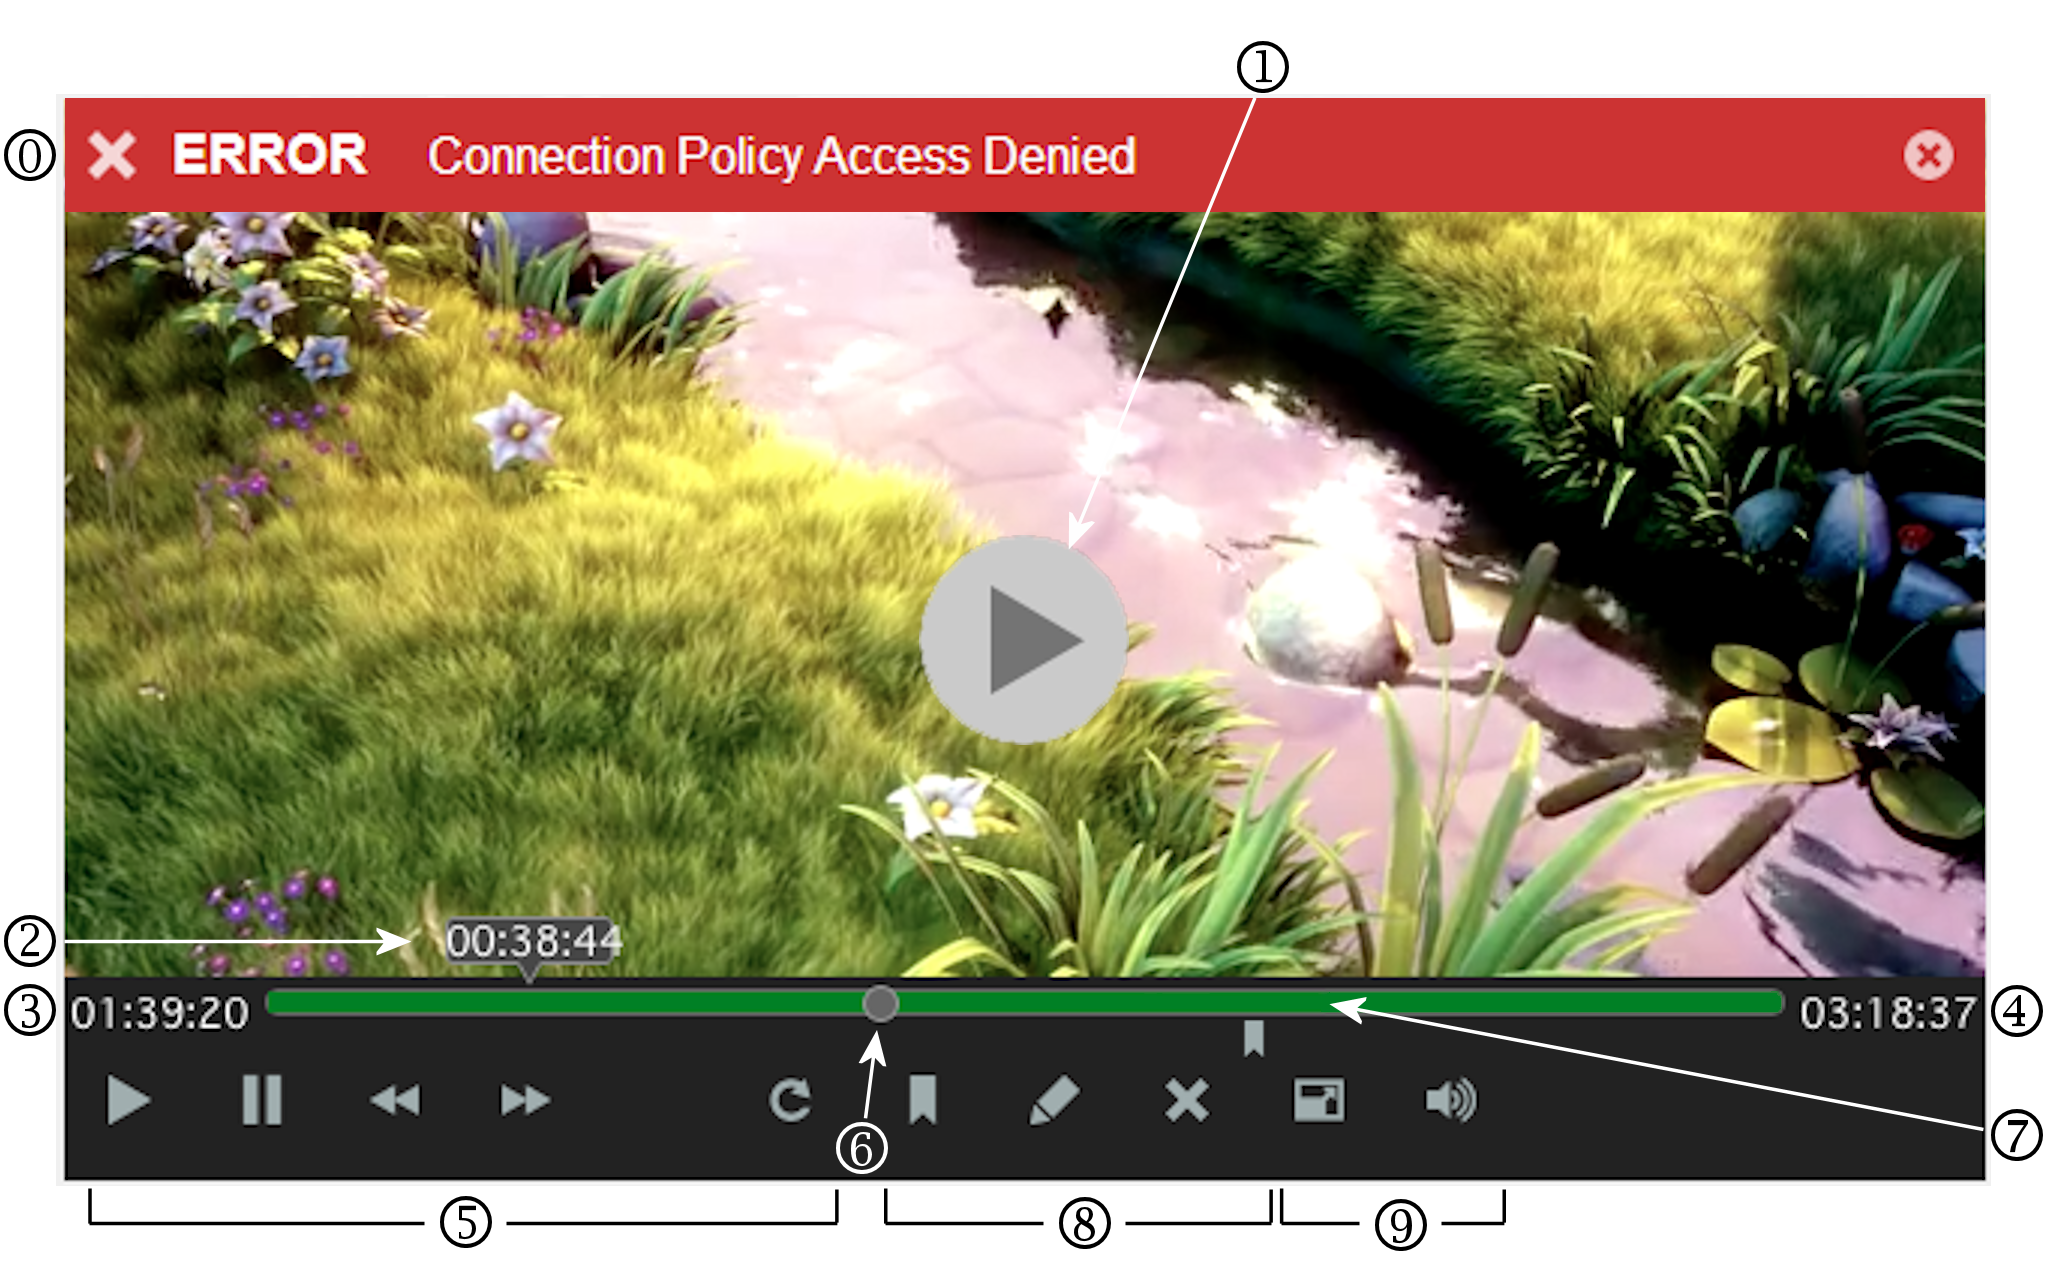 ①
⓪ ERROR Connection Policy Access Denied
② 00:38:44
③ 01:39:20 03:18:37 ④
⑥ ⑦
⑤ ⑧ ⑨